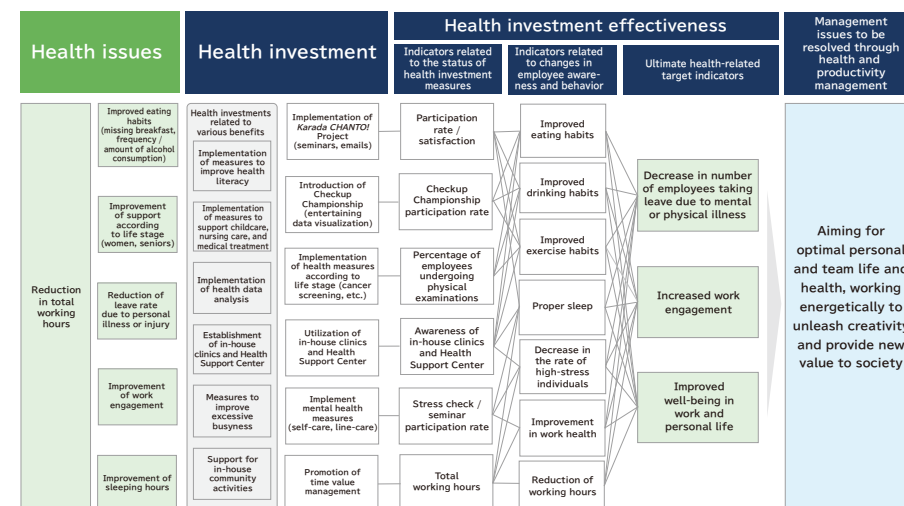 Health issues
Health investment
Health investment effectiveness
Indicators related
to the status of
health investment
measures
Indicators related
to changes in
employee aware-
ness and behavior
Ultimate health-related
target indicators
Management
issues to be
resolved through
health and
productivity
management
Reduction
in total
working
hours
Improved eating
habits
(missing breakfast,
frequency /
amount of alcohol
consumption)
Improvement
of support
according
to life stage
(women, seniors)
Reduction of
leave rate
due to personal
illness or injury
Improvement
of work
engagement
Improvement of
sleeping hours
Health investments
related to
various benefits
Implementation
of measures to
improve health
literacy
Implementation
of measures to
support childcare,
nursing care, and
medical treatment
Implementation
of health data
analysis
Establishment
of in-house
clinics and Health
Support Center
Measures to
improve
excessive
busyness
Support for
in-house
community
activities
Implementation of
Karada CHANTO!
Project
(seminars, emails)
Introduction of
Checkup
Championship
(entertaining
data visualization)
Implementation
of health measures
according to
life stage (cancer
screening, etc.)
Utilization of
in-house clinics
and Health
Support Center
Implement
mental health
measures
(self-care, line-care)
Promotion of
time value
management
Participation
rate /
satisfaction
Checkup
Championship
participation rate
Percentage of
employees
undergoing
physical
examinations
Awareness of
in-house clinics
and Health
Support Center
Stress check /
seminar
participation rate
Total
working hours
Improved
eating habits
Improved
drinking habits
Improved
exercise habits
Proper sleep
Decrease in
the rate of
high-stress
individuals
Improvement
in work health
Reduction of
working hours
Decrease in number
of employees taking
leave due to mental
or physical illness
Increased work
engagement
Improved
well-being in
work and
personal life
Aiming for
optimal personal
and team life and
health, working
energetically to
unleash creativity
and provide new
value to society